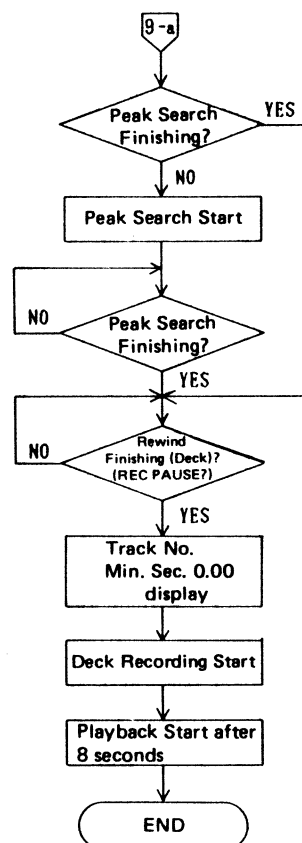 9-a
Peak Search
Finishing?
YES
NO
Peak Search Start
NO
Peak Search
Finishing?
YES
NO
Rewind
Finishing (Deck)?
(REC PAUSE?)
YES
Track No.
Min. Sec. 0.00
display
Deck Recording Start
Playback Start after
8 seconds
END